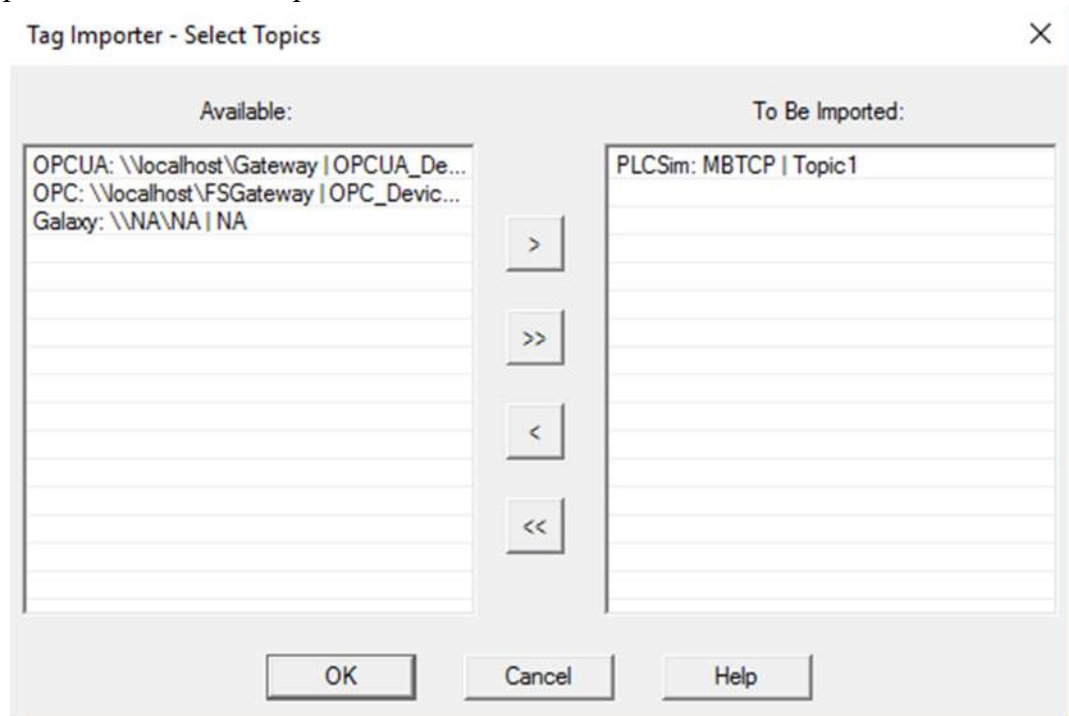 Tag Importer - Select Topics
Available:
To Be Imported:
OPCUA: \\localhost\Gateway | OPCUA_De...
OPC: \\localhost\FSGateway | OPC_Devic...
Galaxy: \\NA\NA | NA
PLCSim: MBTCP | Topic1
>
>>
<
<<
OK
Cancel
Help